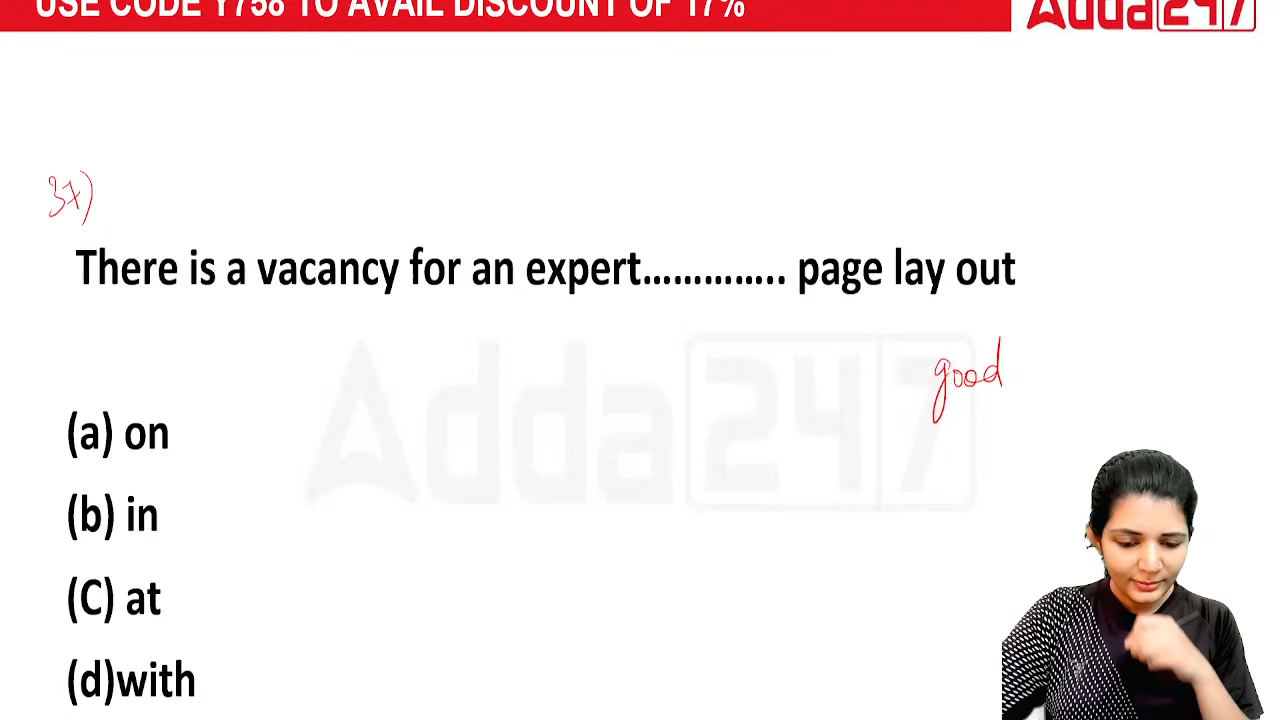 USE CODE Y758 TO AVAIL DISCOUNT OF 17%
Adda247
37)
There is a vacancy for an expert………….. page lay out
good
Adda247
(a) on
(b) in
(C) at
(d)with